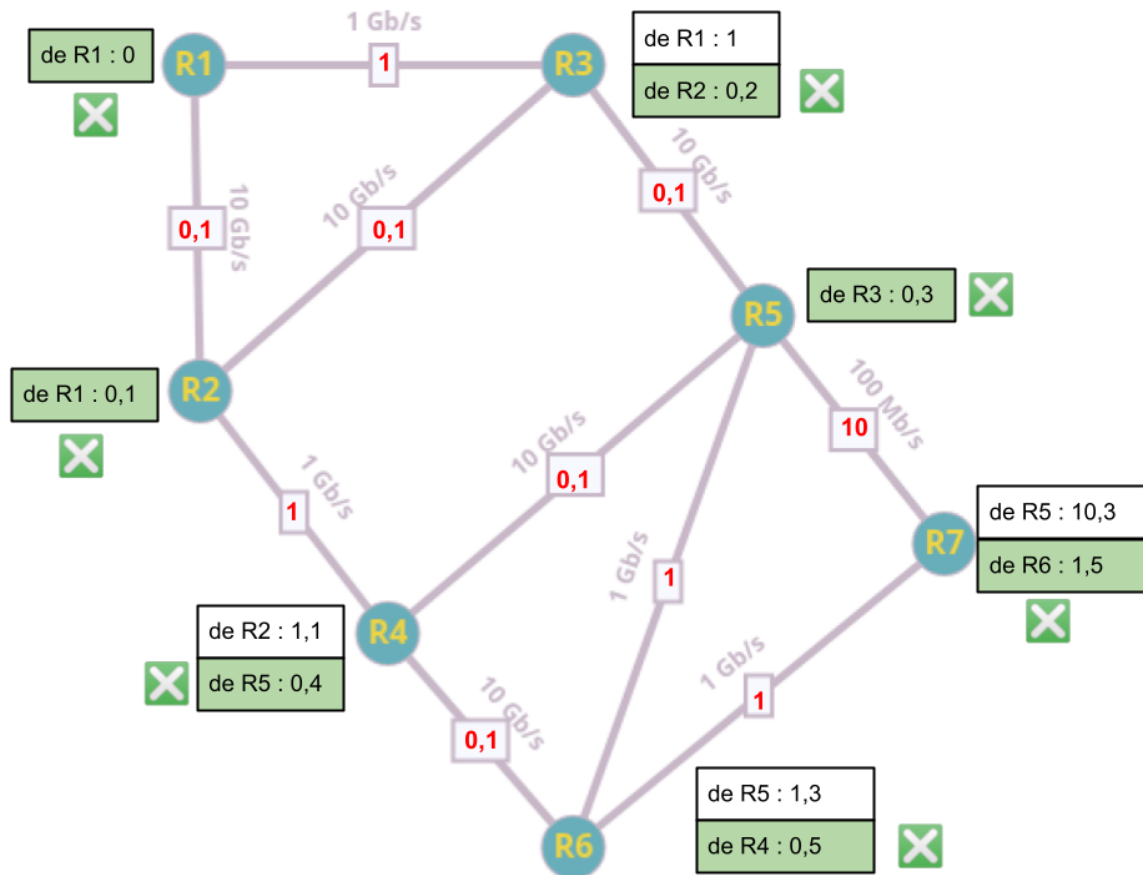 1 Gb/s
de R1 : 0
R1
1
R3
de R1 : 1
de R2 : 0,2
10 Gb/s
0,1
10 Gb/s
0,1
10 Gb/s
0,1
R5
de R3 : 0,3
R2
de R1 : 0,1
100 Mb/s
10
10 Gb/s
0,1
1 Gb/s
1
R7
de R5 : 10,3
de R6 : 1,5
1 Gb/s
1
R4
de R2 : 1,1
de R5 : 0,4
1 Gb/s
1
10 Gb/s
0,1
R6
de R5 : 1,3
de R4 : 0,5